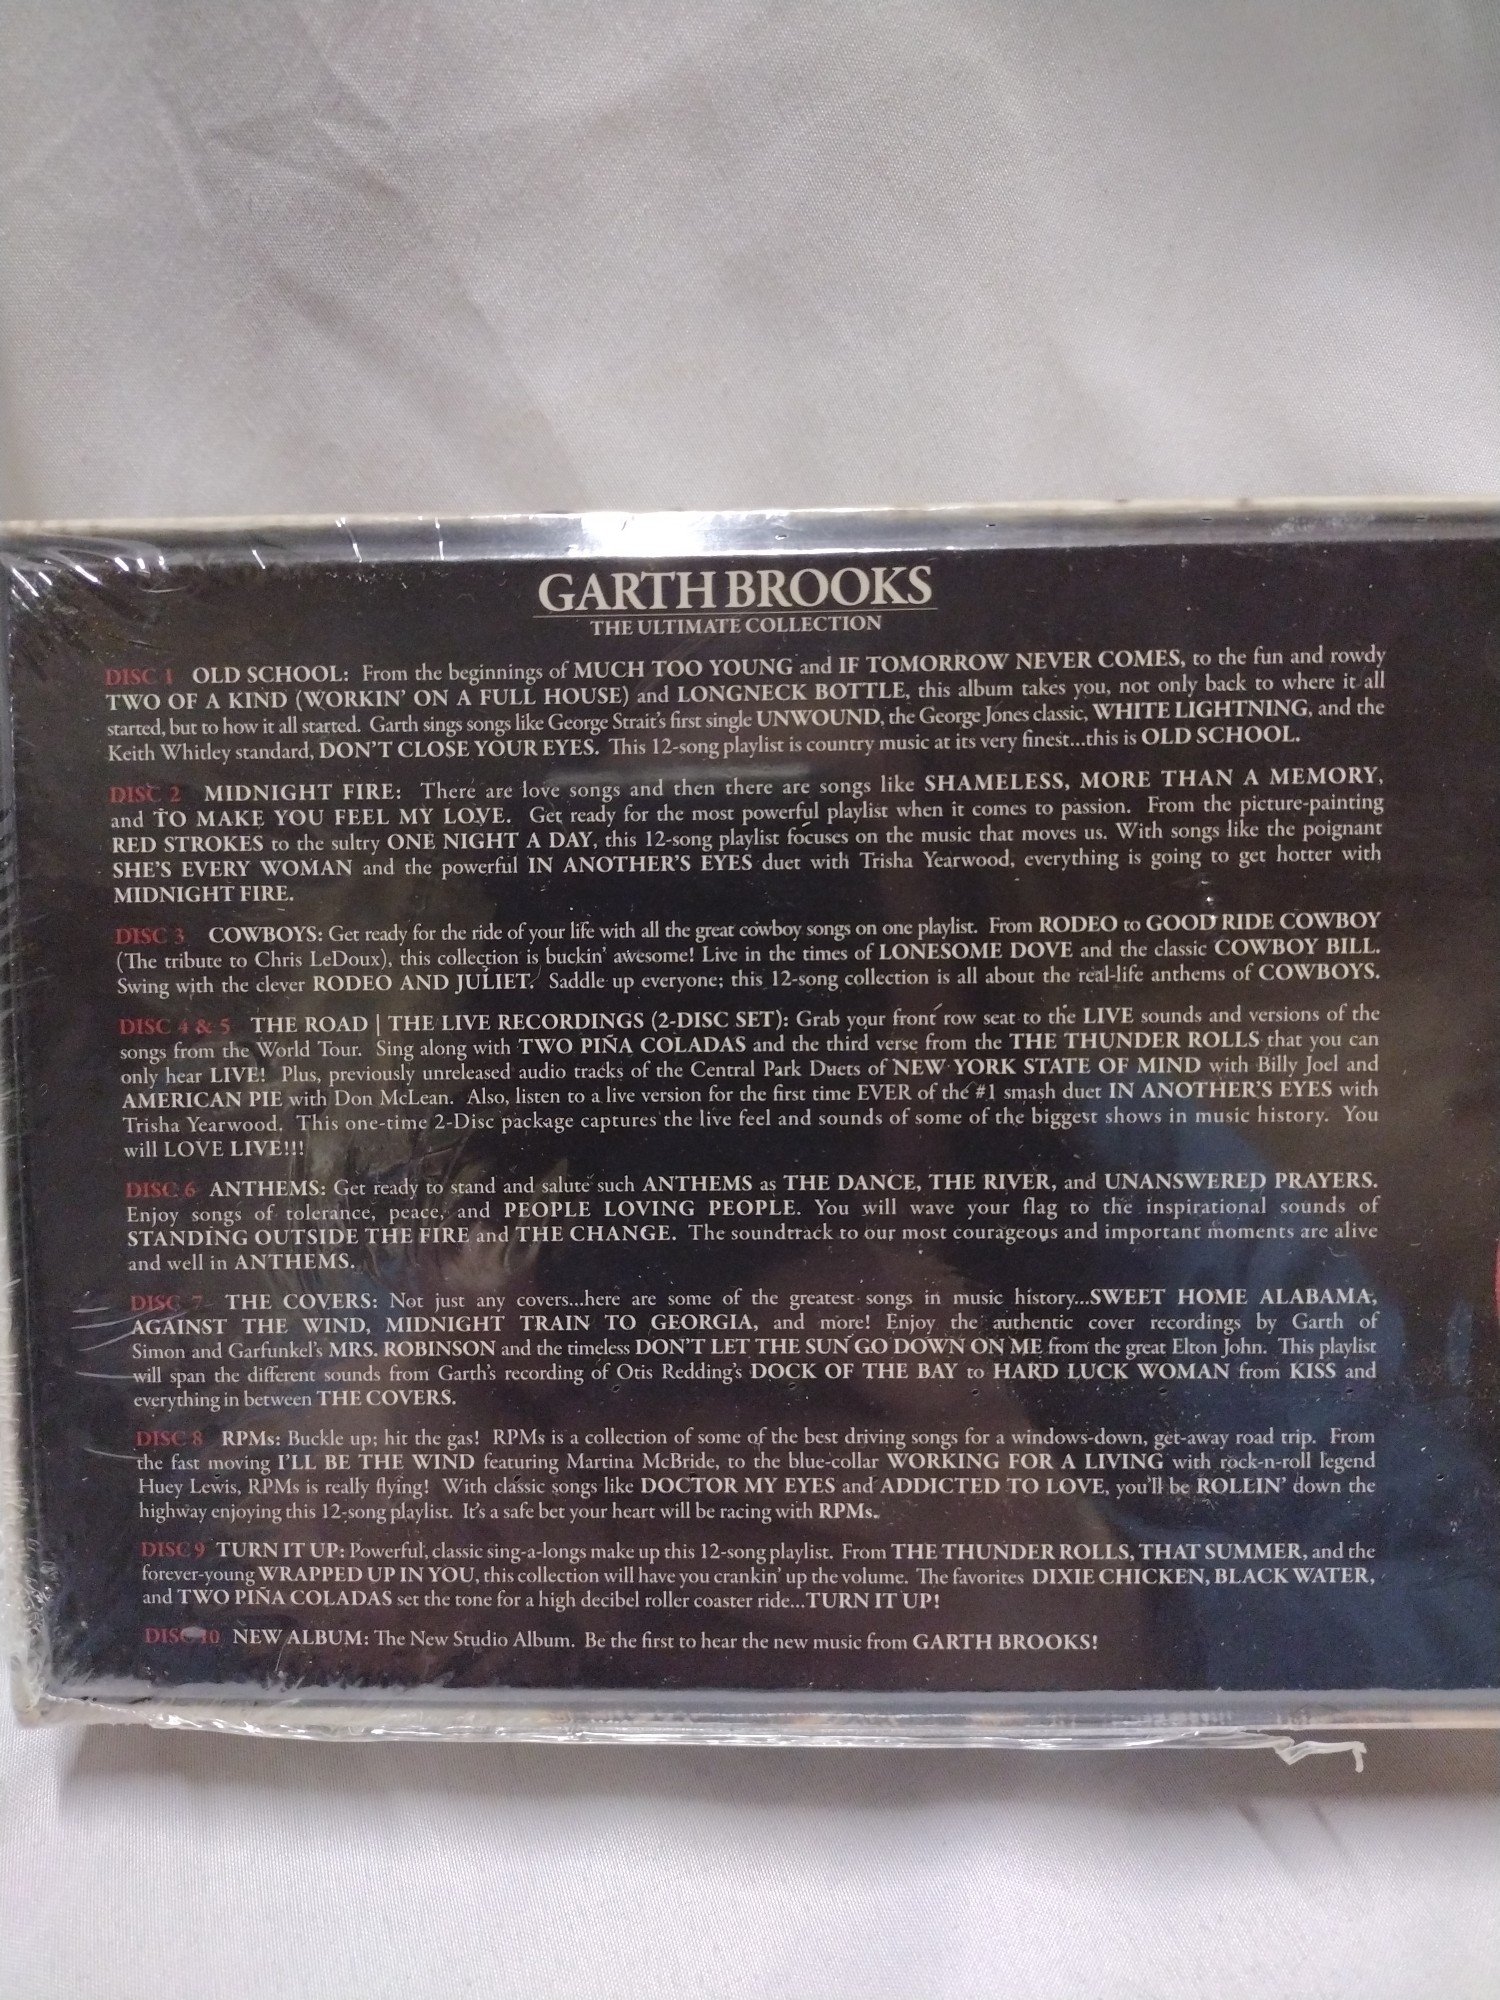 GARTH BROOKS
THE ULTIMATE COLLECTION
DISC 1 OLD SCHOOL: From the beginnings of MUCH TOO YOUNG and IF TOMORROW NEVER COMES, to the fun and rowdy
TWO OF A KIND (WORKIN' ON A FULL HOUSE) and LONGNECK BOTTLE, this album takes you, not only back to where it all
started, but to how it all started. Garth sings songs like George Strait's first single UNWOUND, the George Jones classic, WHITE LIGHTNING, and the
Keith Whitley standard, DON'T CLOSE YOUR EYES. This 12-song playlist is country music at its very finest...this is OLD SCHOOL.
DISC 2 MIDNIGHT FIRE: There are love songs and then there are songs like SHAMELESS, MORE THAN A MEMORY,
and TO MAKE YOU FEEL MY LOVE. Get ready for the most powerful playlist when it comes to passion. From the picture-painting
RED STROKES to the sultry ONE NIGHT A DAY, this 12-song playlist focuses on the music that moves us. With songs like the poignant
SHE'S EVERY WOMAN and the powerful IN ANOTHER'S EYES duet with Trisha Yearwood, everything is going to get hotter with
MIDNIGHT FIRE.
DISC 3 COWBOYS: Get ready for the ride of your life with all the great cowboy songs on one playlist. From RODEO to GOOD RIDE COWBOY
(The tribute to Chris LeDoux), this collection is buckin' awesome! Live in the times of LONESOME DOVE and the classic COWBOY BILL.
Swing with the clever RODEO AND JULIET. Saddle up everyone; this 12-song collection is all about the real-life anthems of COWBOYS.
DISC 4 & 5 THE ROAD | THE LIVE RECORDINGS (2-DISC SET): Grab your front row seat to the LIVE sounds and versions of the
songs from the World Tour. Sing along with TWO PIÑA COLADAS and the third verse from the THE THUNDER ROLLS that you can
only hear LIVE! Plus, previously unreleased audio tracks of the Central Park Duets of NEW YORK STATE OF MIND with Billy Joel and
AMERICAN PIE with Don McLean. Also, listen to a live version for the first time EVER of the #1 smash duet IN ANOTHER'S EYES with
Trisha Yearwood. This one-time 2-Disc package captures the live feel and sounds of some of the biggest shows in music history. You
will LOVE LIVE!!!
DISC 6 ANTHEMS: Get ready to stand and salute such ANTHEMS as THE DANCE, THE RIVER, and UNANSWERED PRAYERS.
Enjoy songs of tolerance, peace, and PEOPLE LOVING PEOPLE. You will wave your flag to the inspirational sounds of
STANDING OUTSIDE THE FIRE and THE CHANGE. The soundtrack to our most courageous and important moments are alive
and well in ANTHEMS.
DISC 7 THE COVERS: Not just any covers...here are some of the greatest songs in music history...SWEET HOME ALABAMA,
AGAINST THE WIND, MIDNIGHT TRAIN TO GEORGIA, and more! Enjoy the authentic cover recordings by Garth of
Simon and Garfunkel's MRS. ROBINSON and the timeless DON'T LET THE SUN GO DOWN ON ME from the great Elton John. This playlist
will span the different sounds from Garth's recording of Otis Redding's DOCK OF THE BAY to HARD LUCK WOMAN from KISS and
everything in between THE COVERS.
DISC 8 RPMs: Buckle up; hit the gas! RPMs is a collection of some of the best driving songs for a windows-down, get-away road trip. From
the fast moving I'LL BE THE WIND featuring Martina McBride, to the blue-collar WORKING FOR A LIVING with rock-n-roll legend
Huey Lewis, RPMs is really flying! With classic songs like DOCTOR MY EYES and ADDICTED TO LOVE, you'll be ROLLIN' down the
highway enjoying this 12-song playlist. It's a safe bet your heart will be racing with RPMs.
DISC 9 TURN IT UP: Powerful, classic sing-a-longs make up this 12-song playlist. From THE THUNDER ROLLS, THAT SUMMER, and the
forever-young WRAPPED UP IN YOU, this collection will have you crankin' up the volume. The favorites DIXIE CHICKEN, BLACK WATER,
and TWO PIÑA COLADAS set the tone for a high decibel roller coaster ride...TURN IT UP!
DISC 10 NEW ALBUM: The New Studio Album. Be the first to hear the new music from GARTH BROOKS!